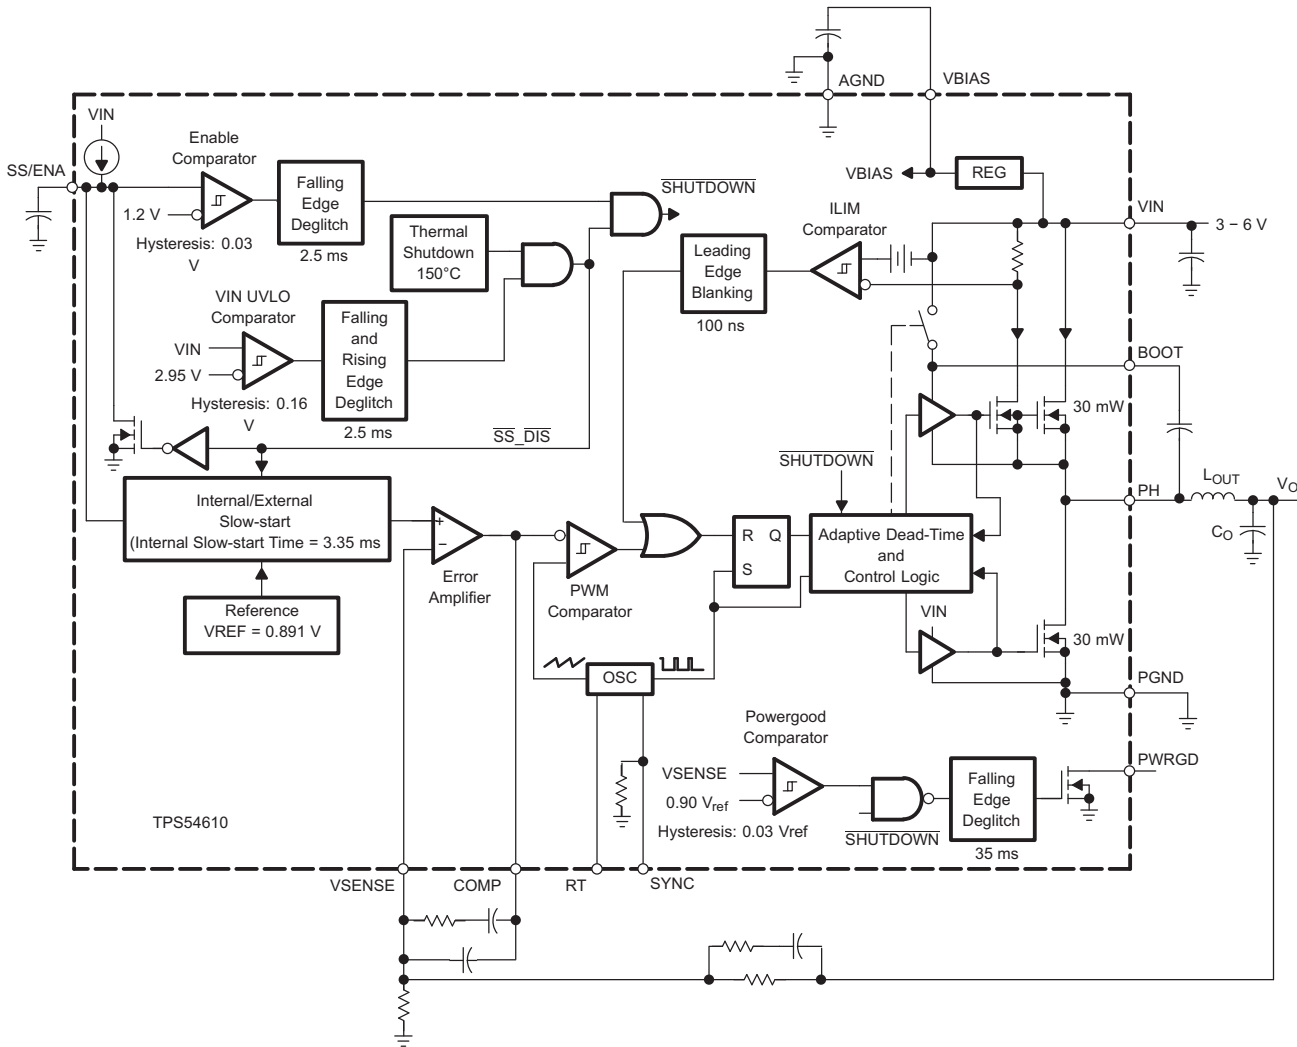 AGND
VBIAS
VIN
Enable
Comparator
SS/ENA
1.2 V
Hysteresis: 0.03
V
Falling
Edge
Deglitch
2.5 ms
SHUTDOWN
VBIAS
REG
VIN
3 − 6 V
Thermal
Shutdown
150°C
ILIM
Comparator
Leading
Edge
Blanking
100 ns
VIN UVLO
Comparator
VIN
2.95 V
Hysteresis: 0.16
V
Falling
and
Rising
Edge
Deglitch
2.5 ms
BOOT
30 mW
SS_DIS
SHUTDOWN
PH
LOUT
VO
CO
Internal/External
Slow-start
(Internal Slow-start Time = 3.35 ms
+
−
Error
Amplifier
PWM
Comparator
R Q
S
Adaptive Dead-Time
and
Control Logic
Reference
VREF = 0.891 V
VIN
30 mW
OSC
PGND
Powergood
Comparator
VSENSE
0.90 Vref
Hysteresis: 0.03 Vref
SHUTDOWN
Falling
Edge
Deglitch
35 ms
PWRGD
TPS54610
VSENSE
COMP
RT
SYNC